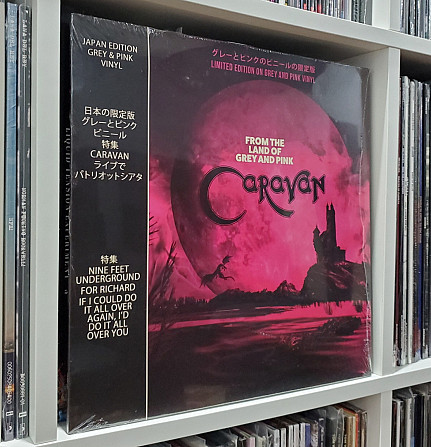 JAPAN EDITION
GREY & PINK
VINYL
日本の限定版
グレーとピンク
ビニール
特集
CARAVAN
ライブで
パトリオットシアタ
特集
NINE FEET
UNDERGROUND
FOR RICHARD
IF I COULD DO
IT ALL OVER
AGAIN, I'D
DO IT ALL
OVER YOU
グレーとピンクのビニールの限定版
LIMITED EDITION ON GREY AND PINK VINYL
FROM THE
LAND OF
GREY AND PINK
CARAVAN